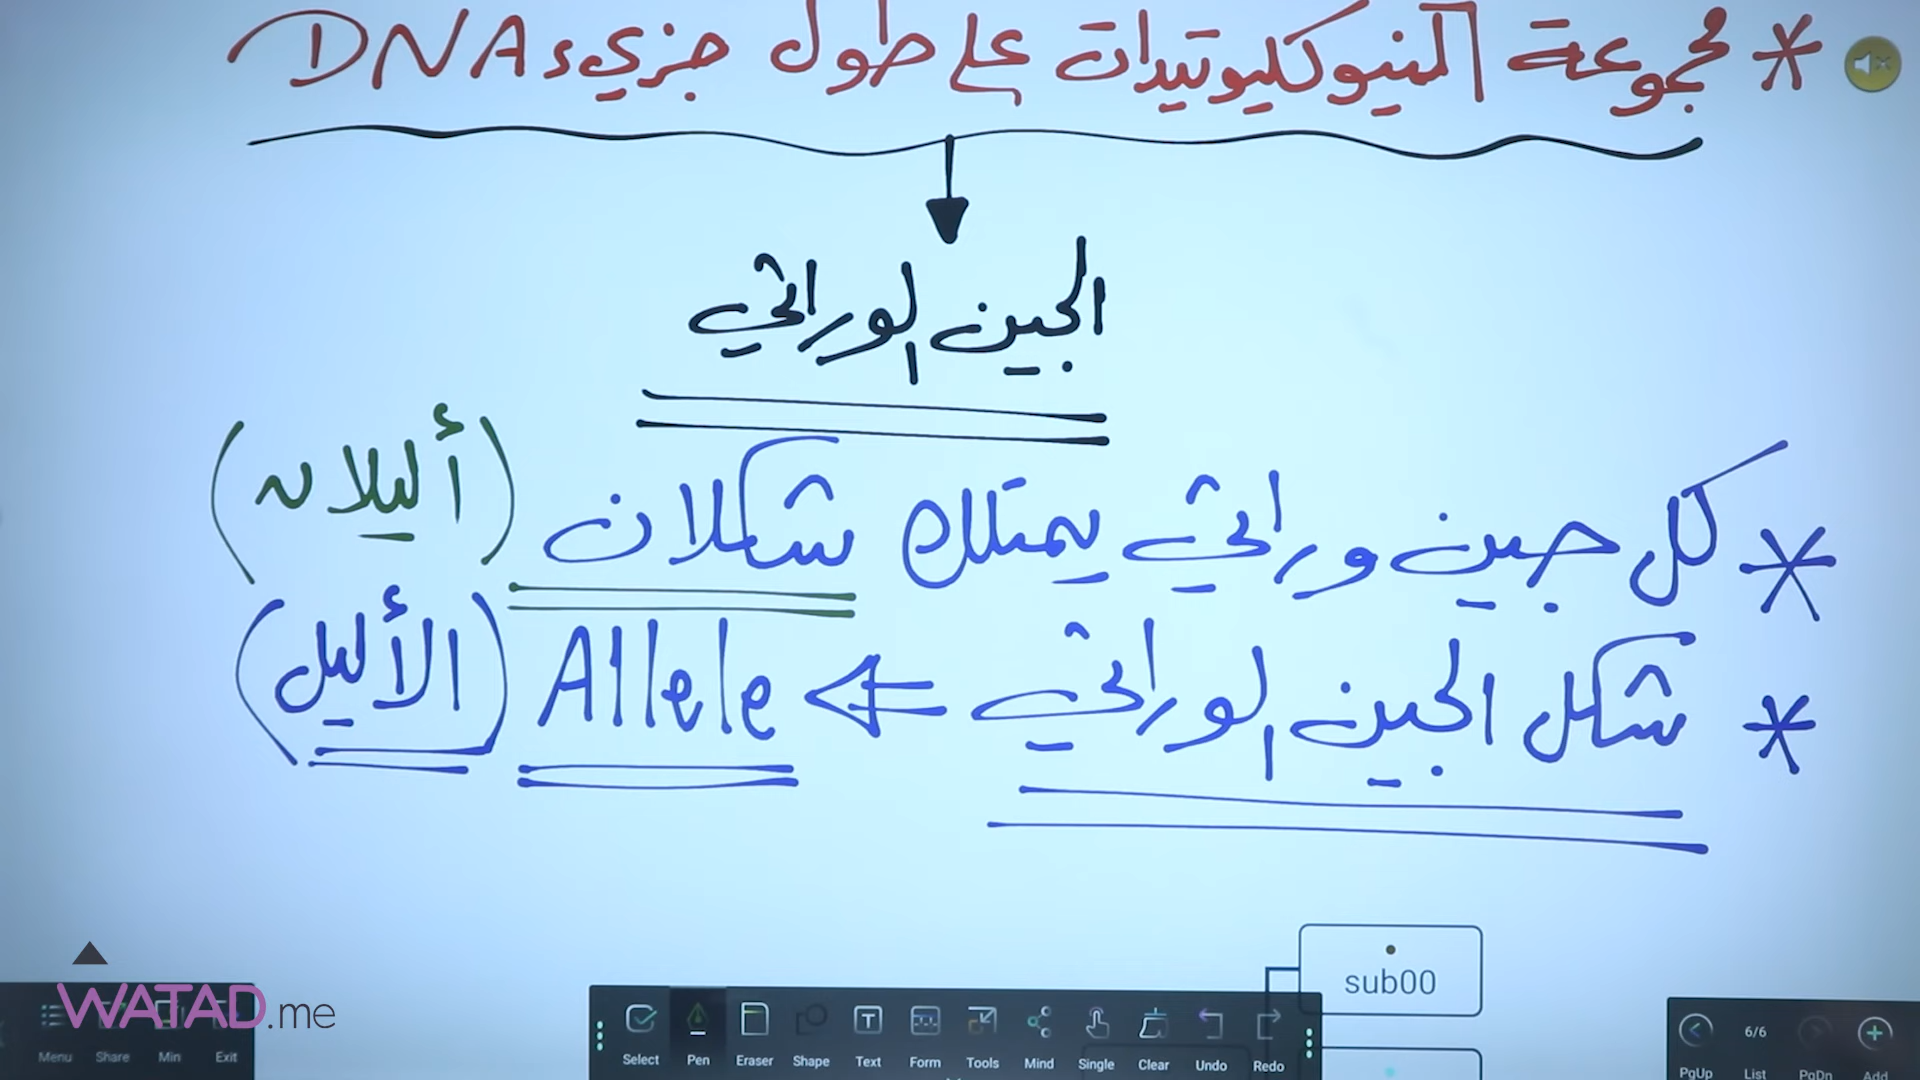 * مجموعة النيوكليوتيدات على طول جزيء DNA
الجين الوراثي
* كل جين وراثي يمتلك شكلان (أليلان)
* شكل الجين الوراثي ⇐ Allele (الأليل)
sub00
WATAD.me
Menu Share Min Exit
Select Pen Eraser Shape Text Form Tools Mind Single Clear Undo Redo
6/6
PgUp List PgDn Add